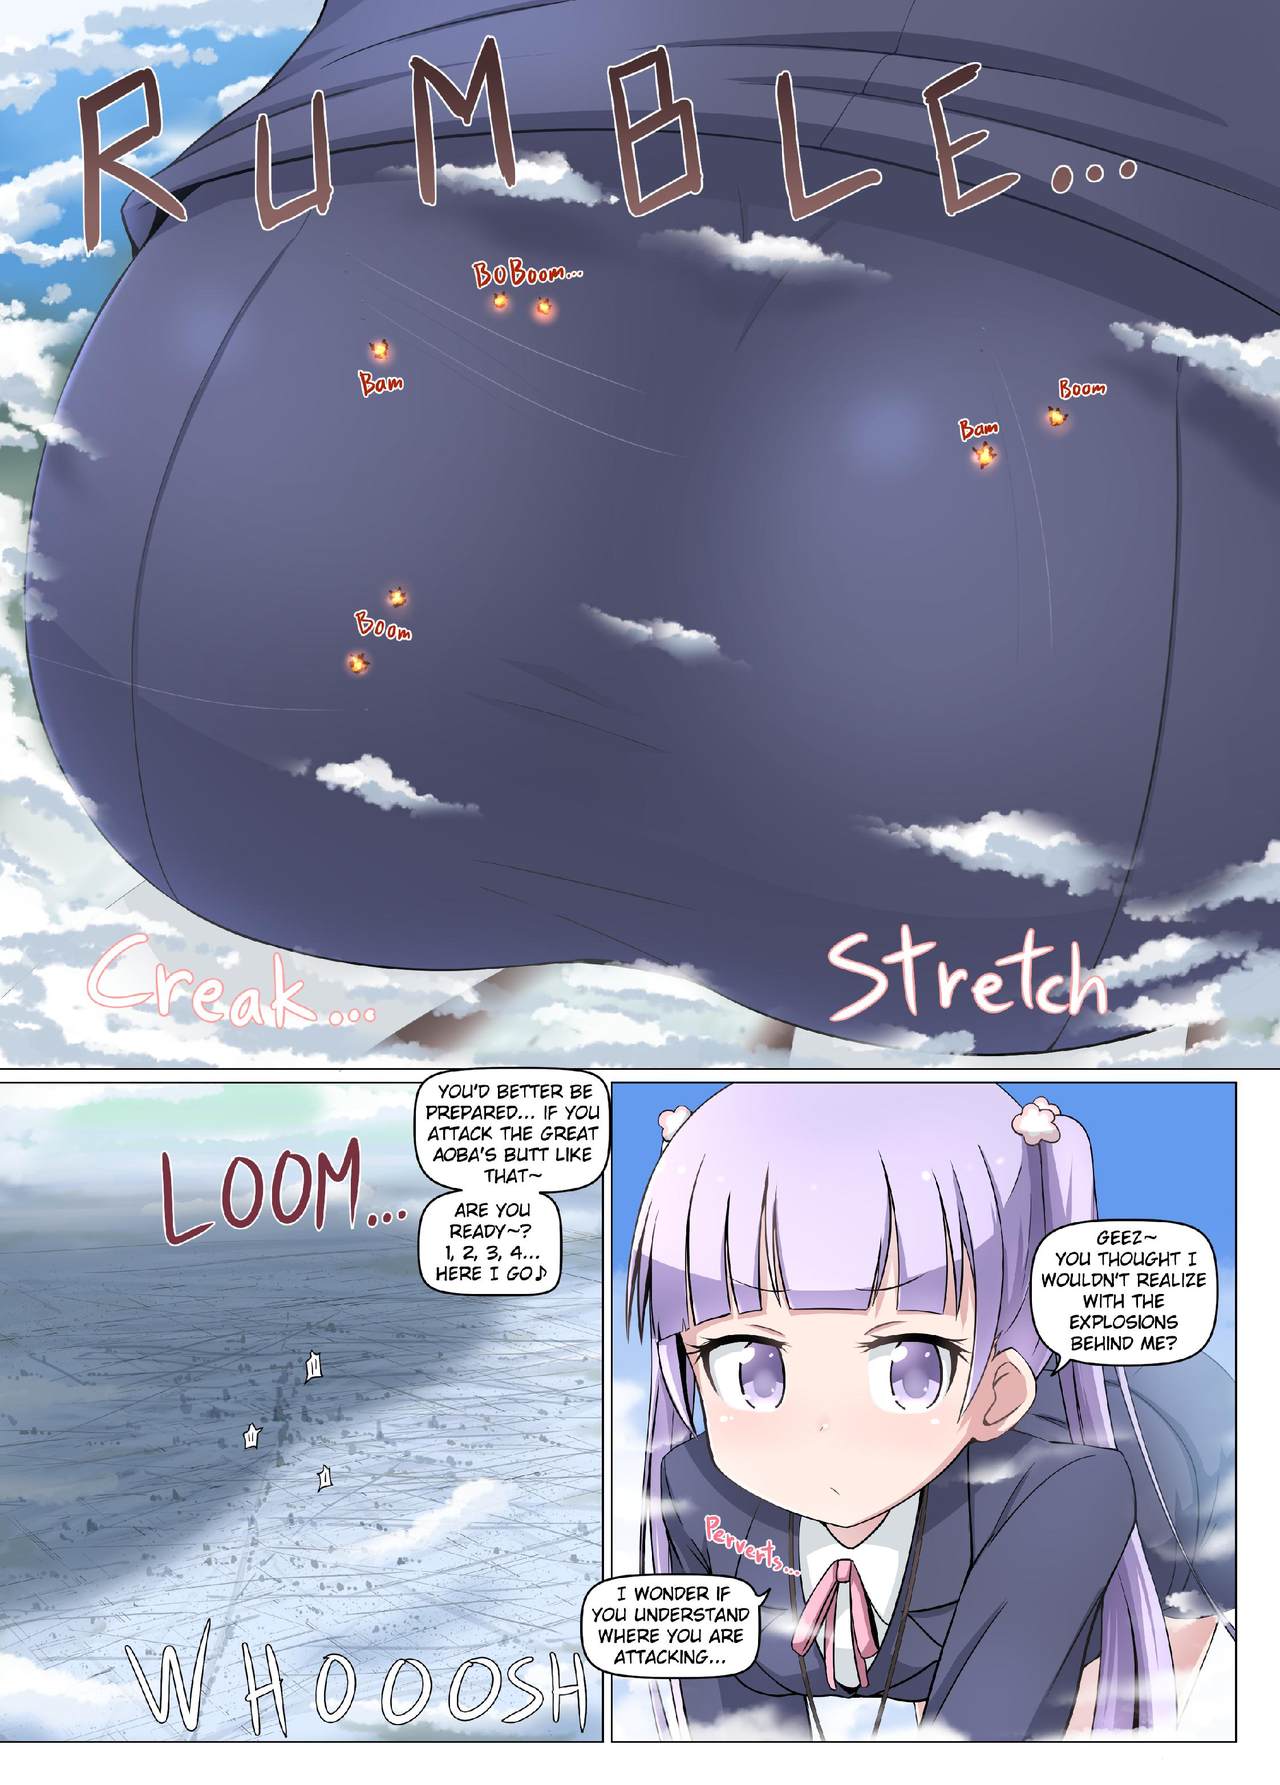 RUMBLE...
BOBoom...
Bam
Boom
Bam
Boom
Creak...
Stretch
GEEZ~
YOU THOUGHT I
WOULDN'T REALIZE
WITH THE
EXPLOSIONS
BEHIND ME?
Perverts...
I WONDER IF
YOU UNDERSTAND
WHERE YOU ARE
ATTACKING...
YOU'D BETTER BE
PREPARED... IF YOU
ATTACK THE GREAT
AOBA'S BUTT LIKE
THAT~
ARE YOU
READY~?
1, 2, 3, 4...
HERE I GO♪
LOOM...
WHOOOSH